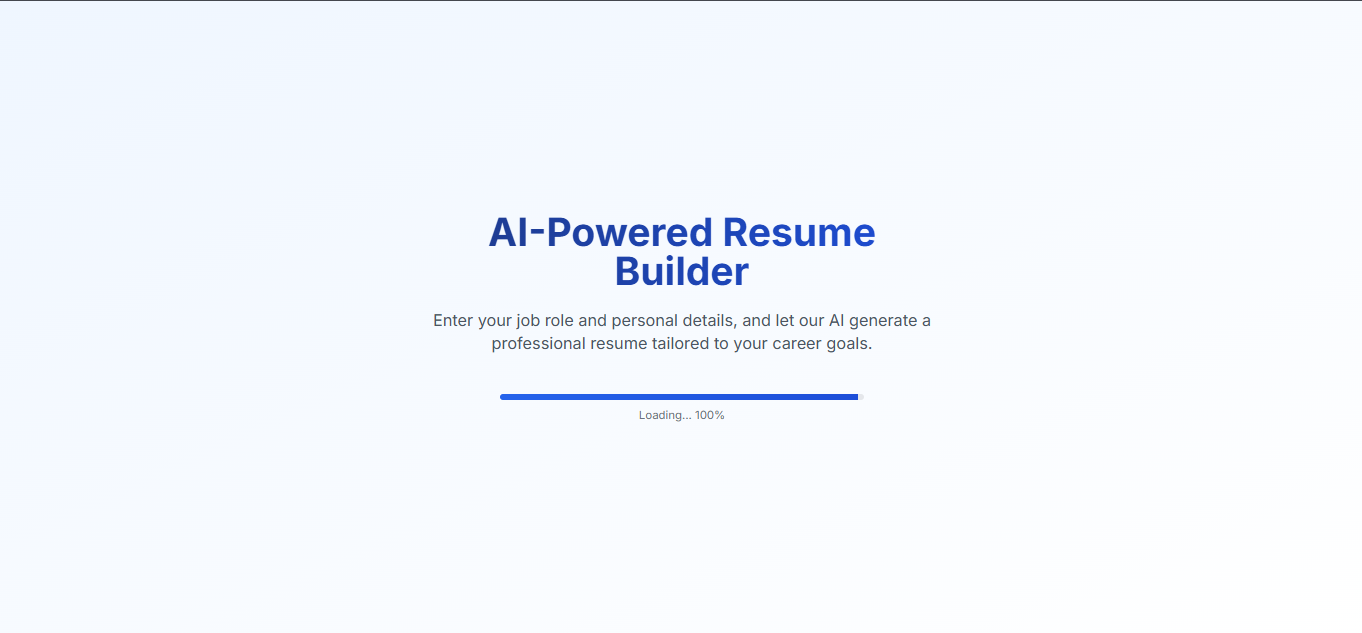 AI-Powered Resume
Builder
Enter your job role and personal details, and let our AI generate a
professional resume tailored to your career goals.
Loading... 100%